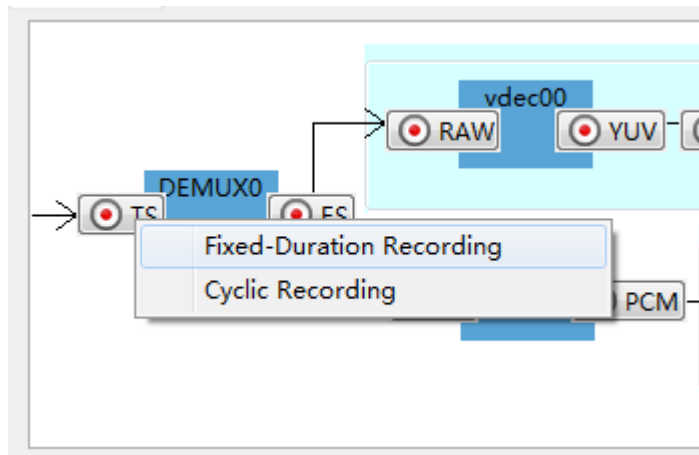 vdec00
RAW
YUV
DEMUX0
TS
ES
Fixed-Duration Recording
Cyclic Recording
PCM